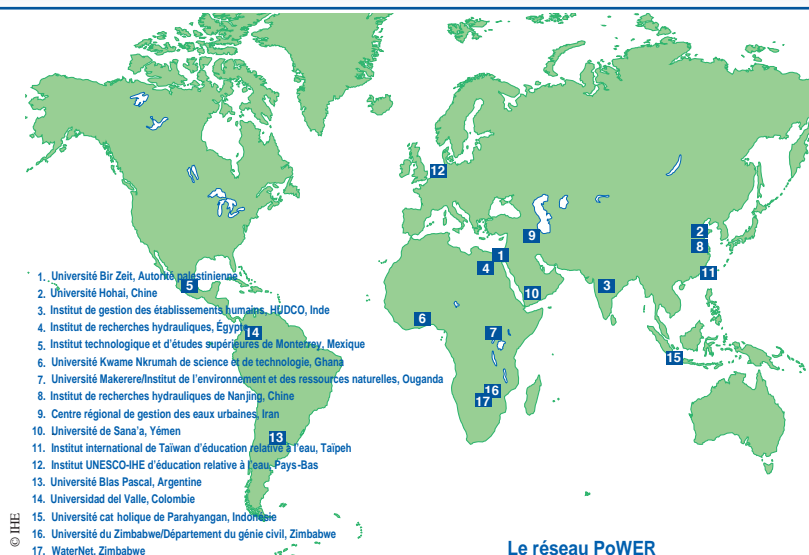 12
2
9
8
1
4
11
3
5
10
6
7
14
15
16
17
13
1. Université Bir Zeit, Autorité palestinienne
2. Université Hohai, Chine
3. Institut de gestion des établissements humains, HUDCO, Inde
4. Institut de recherches hydrauliques, Égypte
5. Institut technologique et d'études supérieures de Monterrey, Mexique
6. Université Kwame Nkrumah de science et de technologie, Ghana
7. Université Makerere/Institut de l'environnement et des ressources naturelles, Ouganda
8. Institut de recherches hydrauliques de Nanjing, Chine
9. Centre régional de gestion des eaux urbaines, Iran
10. Université de Sana'a, Yémen
11. Institut international de Taïwan d'éducation relative à l'eau, Taïpeh
12. Institut UNESCO-IHE d'éducation relative à l'eau, Pays-Bas
13. Université Blas Pascal, Argentine
14. Universidad del Valle, Colombie
15. Université cat holique de Parahyangan, Indonésie
16. Université du Zimbabwe/Département du génie civil, Zimbabwe
17. WaterNet, Zimbabwe
Le réseau PoWER
© IHE